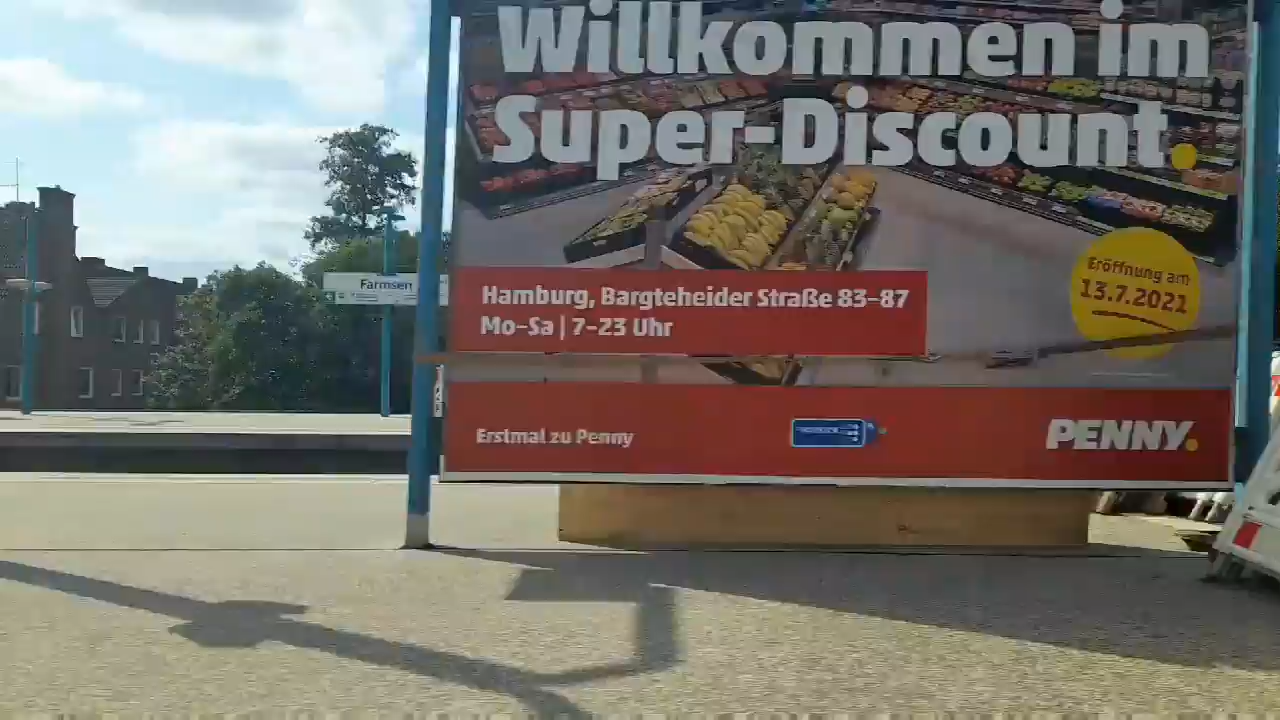 Willkommen im
Super-Discount.
Eröffnung am
13.7.2021
Farmsen
Hamburg, Bargteheider Straße 83–87
Mo–Sa | 7–23 Uhr
Erstmal zu Penny
PENNY.